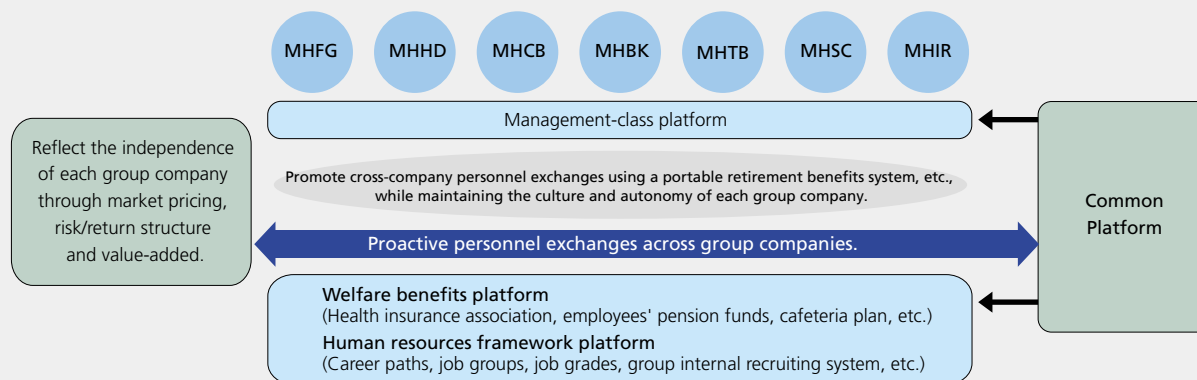 MHFG MHHD MHCB MHBK MHTB MHSC MHIR
Management-class platform
Reflect the independence
of each group company
through market pricing,
risk/return structure
and value-added.
Promote cross-company personnel exchanges using a portable retirement benefits system, etc.,
while maintaining the culture and autonomy of each group company.
Proactive personnel exchanges across group companies.
Common
Platform
Welfare benefits platform
(Health insurance association, employees' pension funds, cafeteria plan, etc.)
Human resources framework platform
(Career paths, job groups, job grades, group internal recruiting system, etc.)